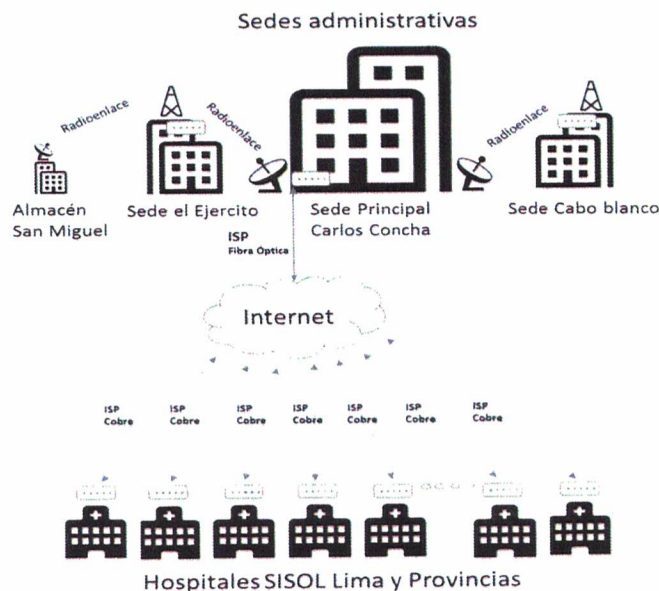 Sedes administrativas
Radioenlace
Radioenlace
Radioenlace
Almacén
San Miguel
Sede el Ejercito
Sede Principal
Carlos Concha
Sede Cabo blanco
ISP
Fibra Óptica
Internet
ISP
Cobre
ISP
Cobre
ISP
Cobre
ISP
Cobre
ISP
Cobre
ISP
Cobre
ISP
Cobre
Hospitales SISOL Lima y Provincias